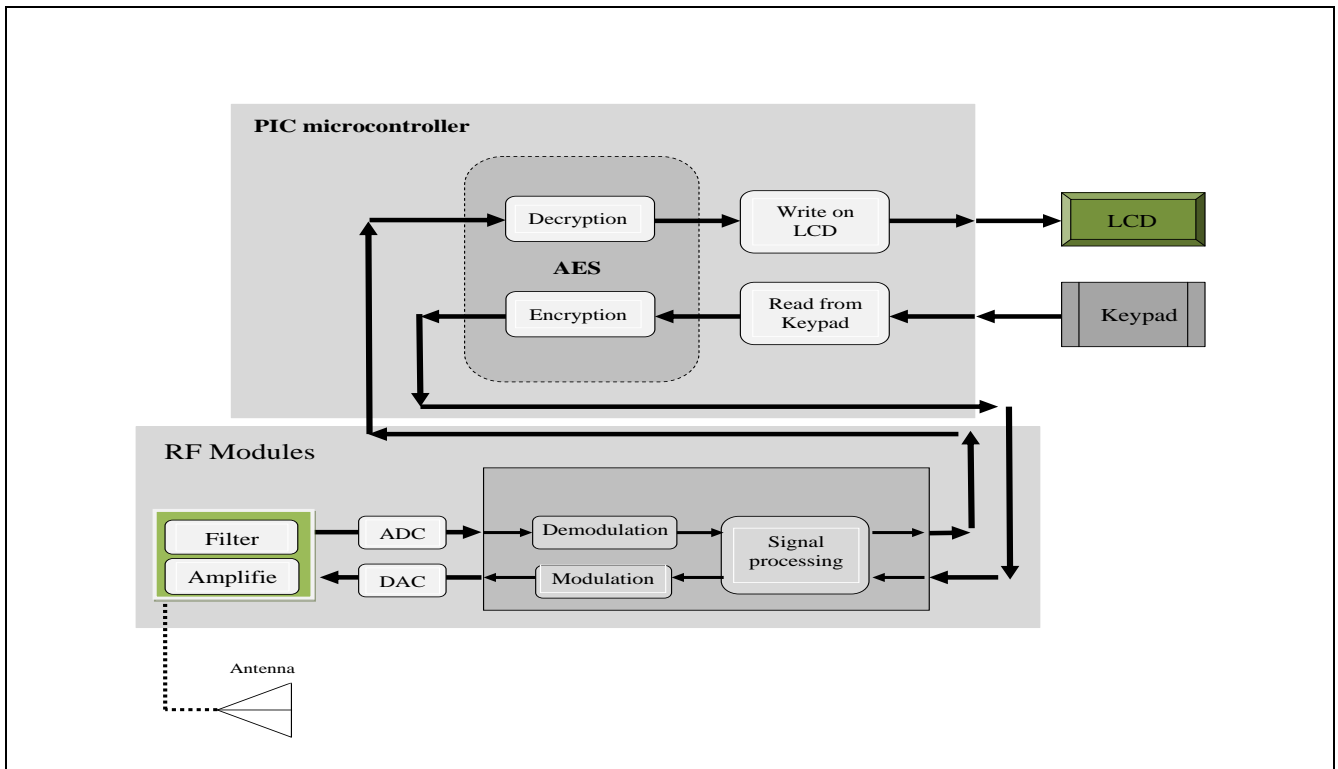 PIC microcontroller
Decryption
Write on
LCD
LCD
AES
Encryption
Read from
Keypad
Keypad
RF Modules
Filter
ADC
Demodulation
Signal
processing
Amplifie
DAC
Modulation
Antenna